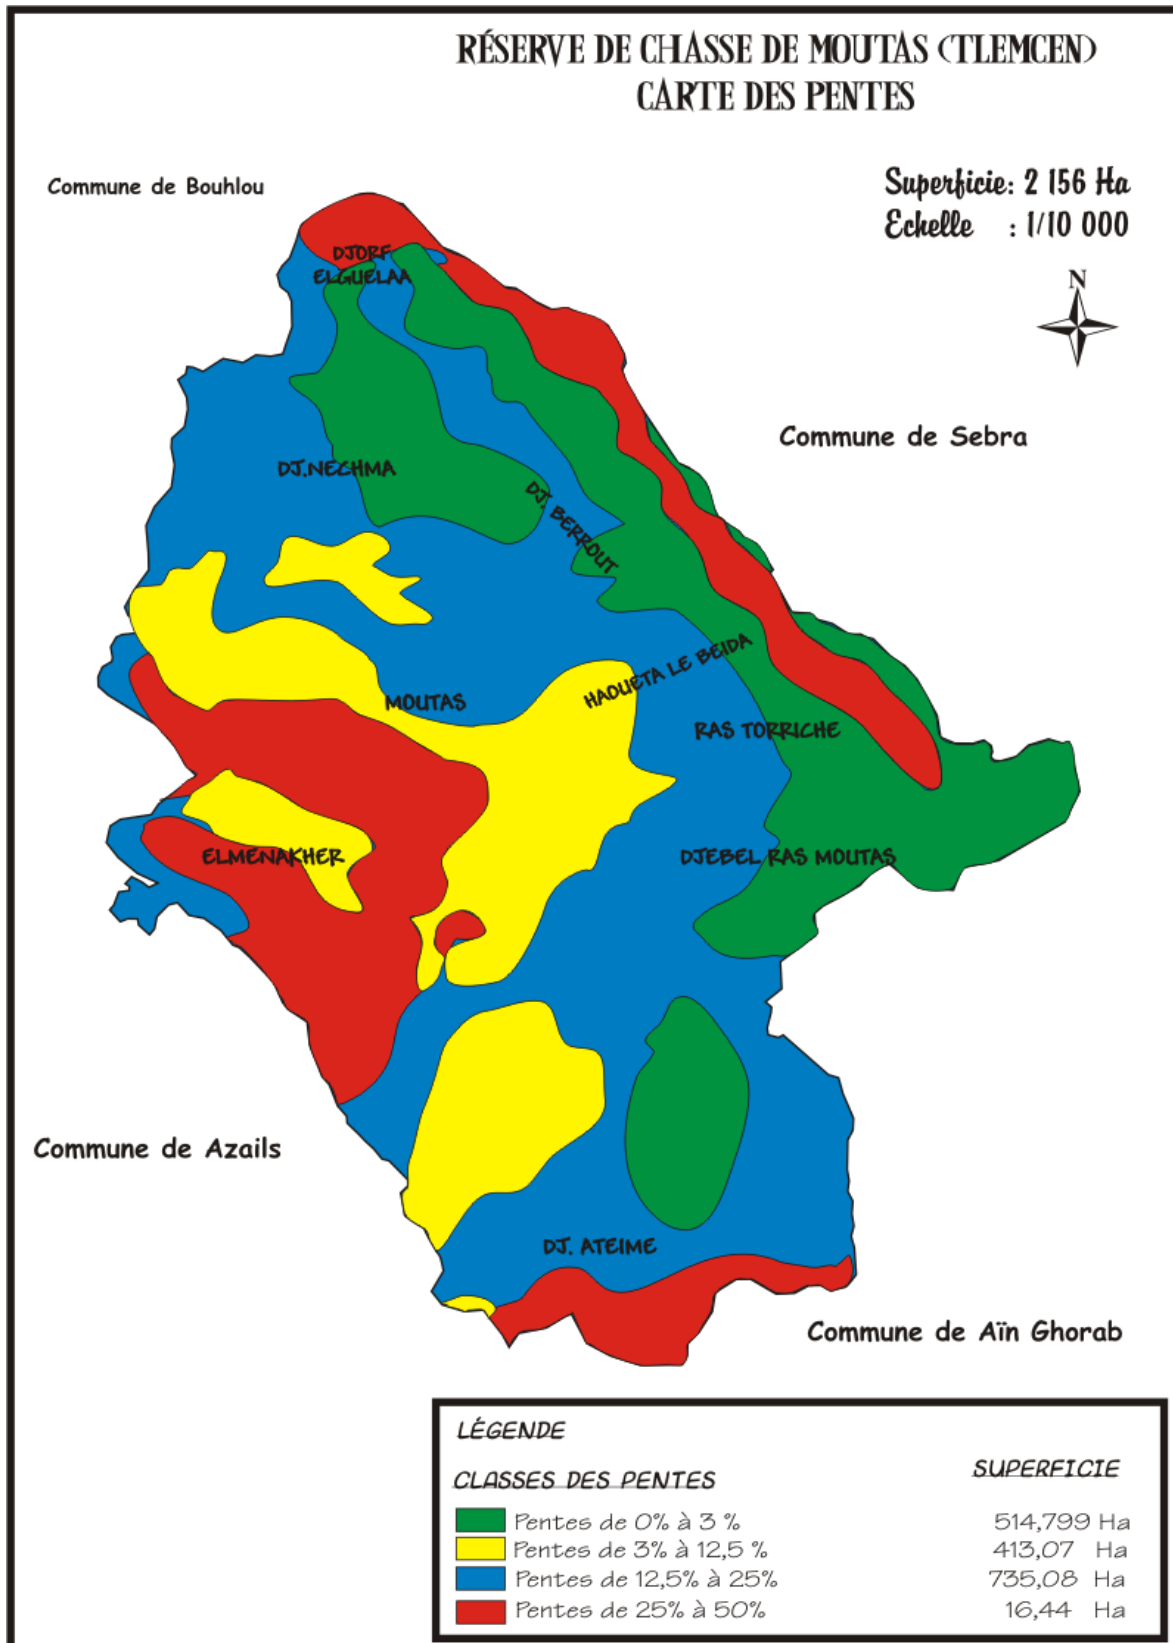 RÉSERVE DE CHASSE DE MOUTAS (TLEMCEN)
CARTE DES PENTES
Commune de Bouhlou
Superficie: 2 156 Ha
Echelle : 1/10 000
N
DJORF
ELGUELAA
Commune de Sebra
DJ.NECHMA
DJ. BERROUT
HAOUETA LE BEIDA
MOUTAS
RAS TORRICHE
ELMENAKHER
DJEBEL RAS MOUTAS
Commune de Azails
DJ. ATEIME
Commune de Aïn Ghorab
LÉGENDE
CLASSES DES PENTES SUPERFICIE
Pentes de 0% à 3 % 514,799 Ha
Pentes de 3% à 12,5 % 413,07 Ha
Pentes de 12,5% à 25% 735,08 Ha
Pentes de 25% à 50% 16,44 Ha